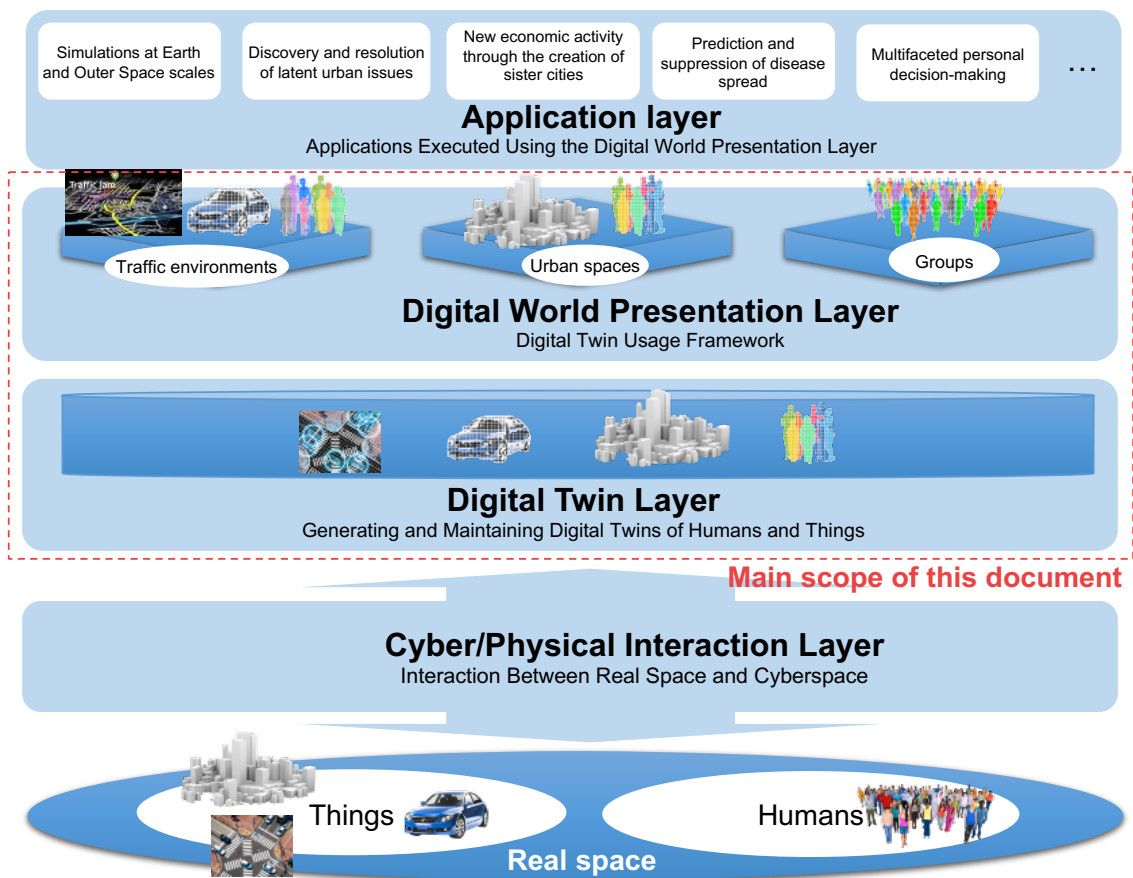 Simulations at Earth
and Outer Space scales
Discovery and resolution
of latent urban issues
New economic activity
through the creation of
sister cities
Prediction and
suppression of disease
spread
Multifaceted personal
decision-making
...
Application layer
Applications Executed Using the Digital World Presentation Layer
Traffic jam
Traffic environments
Urban spaces
Groups
Digital World Presentation Layer
Digital Twin Usage Framework
Digital Twin Layer
Generating and Maintaining Digital Twins of Humans and Things
Main scope of this document
Cyber/Physical Interaction Layer
Interaction Between Real Space and Cyberspace
Things
Humans
Real space